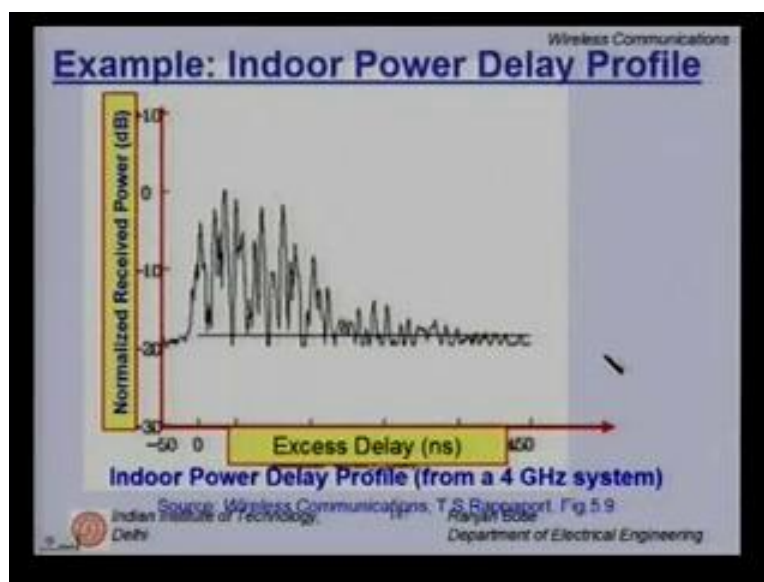 Wireless Communications
Example: Indoor Power Delay Profile
Normalized Received Power (dB)
+10
0
-10
-20
-30
-50 0 450
Excess Delay (ns)
Indoor Power Delay Profile (from a 4 GHz system)
Source: Wireless Communications, T.S.Rappaport, Fig 5.9
Indian Institute of Technology, Ranjan Bose
Delhi Department of Electrical Engineering